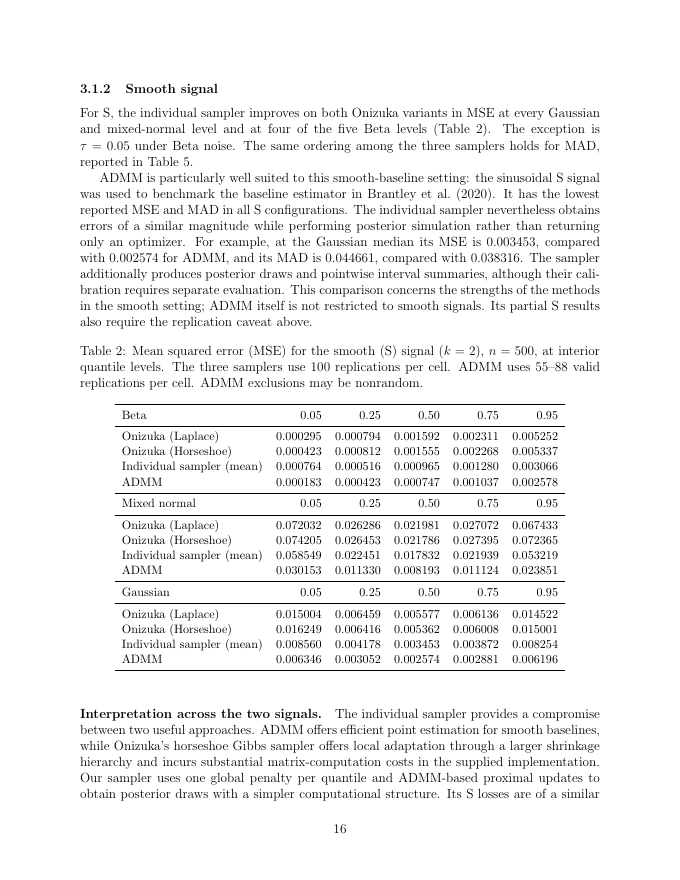 3.1.2 Smooth signal
For S, the individual sampler improves on both Onizuka variants in MSE at every Gaussian
and mixed-normal level and at four of the five Beta levels (Table 2). The exception is
τ = 0.05 under Beta noise. The same ordering among the three samplers holds for MAD,
reported in Table 5.
ADMM is particularly well suited to this smooth-baseline setting: the sinusoidal S signal
was used to benchmark the baseline estimator in Brantley et al. (2020). It has the lowest
reported MSE and MAD in all S configurations. The individual sampler nevertheless obtains
errors of a similar magnitude while performing posterior simulation rather than returning
only an optimizer. For example, at the Gaussian median its MSE is 0.003453, compared
with 0.002574 for ADMM, and its MAD is 0.044661, compared with 0.038316. The sampler
additionally produces posterior draws and pointwise interval summaries, although their cali-
bration requires separate evaluation. This comparison concerns the strengths of the methods
in the smooth setting; ADMM itself is not restricted to smooth signals. Its partial S results
also require the replication caveat above.
Table 2: Mean squared error (MSE) for the smooth (S) signal (k = 2), n = 500, at interior
quantile levels. The three samplers use 100 replications per cell. ADMM uses 55–88 valid
replications per cell. ADMM exclusions may be nonrandom.
Beta 0.05 0.25 0.50 0.75 0.95
Onizuka (Laplace) 0.000295 0.000794 0.001592 0.002311 0.005252
Onizuka (Horseshoe) 0.000423 0.000812 0.001555 0.002268 0.005337
Individual sampler (mean) 0.000764 0.000516 0.000965 0.001280 0.003066
ADMM 0.000183 0.000423 0.000747 0.001037 0.002578
Mixed normal 0.05 0.25 0.50 0.75 0.95
Onizuka (Laplace) 0.072032 0.026286 0.021981 0.027072 0.067433
Onizuka (Horseshoe) 0.074205 0.026453 0.021786 0.027395 0.072365
Individual sampler (mean) 0.058549 0.022451 0.017832 0.021939 0.053219
ADMM 0.030153 0.011330 0.008193 0.011124 0.023851
Gaussian 0.05 0.25 0.50 0.75 0.95
Onizuka (Laplace) 0.015004 0.006459 0.005577 0.006136 0.014522
Onizuka (Horseshoe) 0.016249 0.006416 0.005362 0.006008 0.015001
Individual sampler (mean) 0.008560 0.004178 0.003453 0.003872 0.008254
ADMM 0.006346 0.003052 0.002574 0.002881 0.006196
Interpretation across the two signals. The individual sampler provides a compromise
between two useful approaches. ADMM offers efficient point estimation for smooth baselines,
while Onizuka's horseshoe Gibbs sampler offers local adaptation through a larger shrinkage
hierarchy and incurs substantial matrix-computation costs in the supplied implementation.
Our sampler uses one global penalty per quantile and ADMM-based proximal updates to
obtain posterior draws with a simpler computational structure. Its S losses are of a similar
16